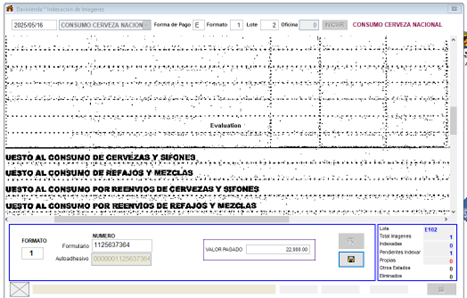 Davivienda * Indexacion de Imagenes
2025/05/16 CONSUMO CERVEZA NACION Forma de Pago E Formato 1 Lote 2 Oficina 0 INICIAR CONSUMO CERVEZA NACIONAL
Evaluation
UESTO AL CONSUMO DE CERVEZAS Y SIFONES
UESTO AL CONSUMO DE REFAJOS Y MEZCLAS
UESTO AL CONSUMO POR REENVIOS DE CERVEZAS Y SIFONES
UESTO AL CONSUMO POR REENVIOS DE REFAJOS Y MEZCLAS
FORMATO
1
NUMERO
Formulario 1125637364
Autoadhesivo 0000001125637364
VALOR PAGADO 22,888.00
Lote E102
Total Imagenes 1
Indexadas 0
Pendientes Indexar 1
Propias 0
Otros Estados 0
Eliminados 0